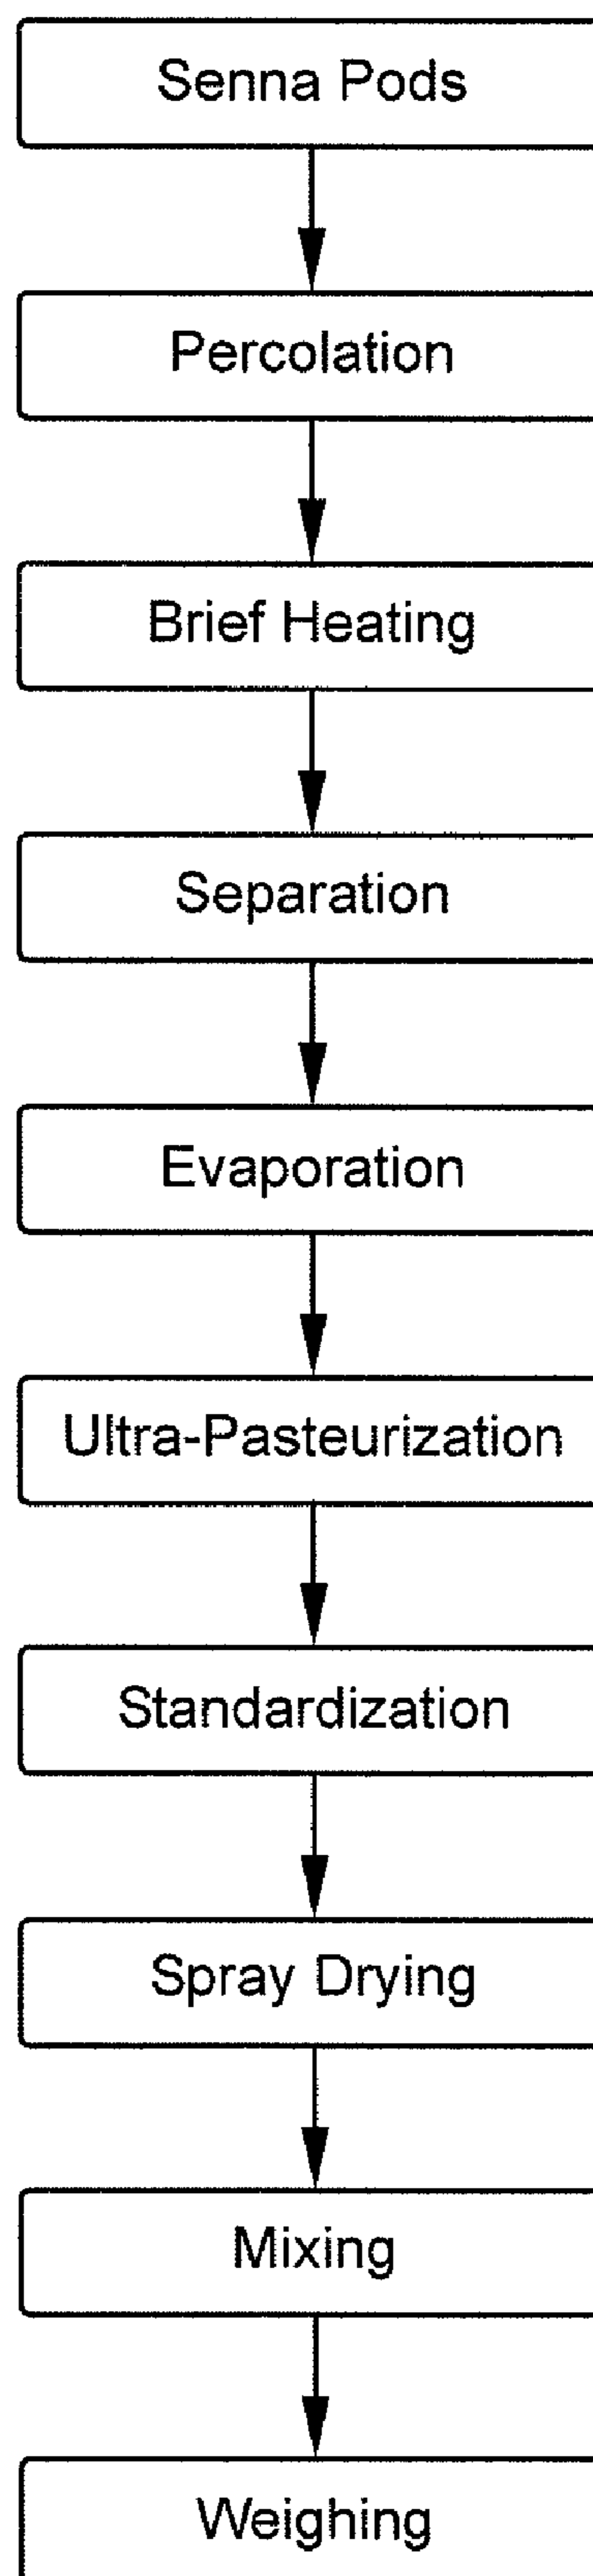 Senna Pods
Percolation
Brief Heating
Separation
Evaporation
Ultra-Pasteurization
Standardization
Spray Drying
Mixing
Weighing